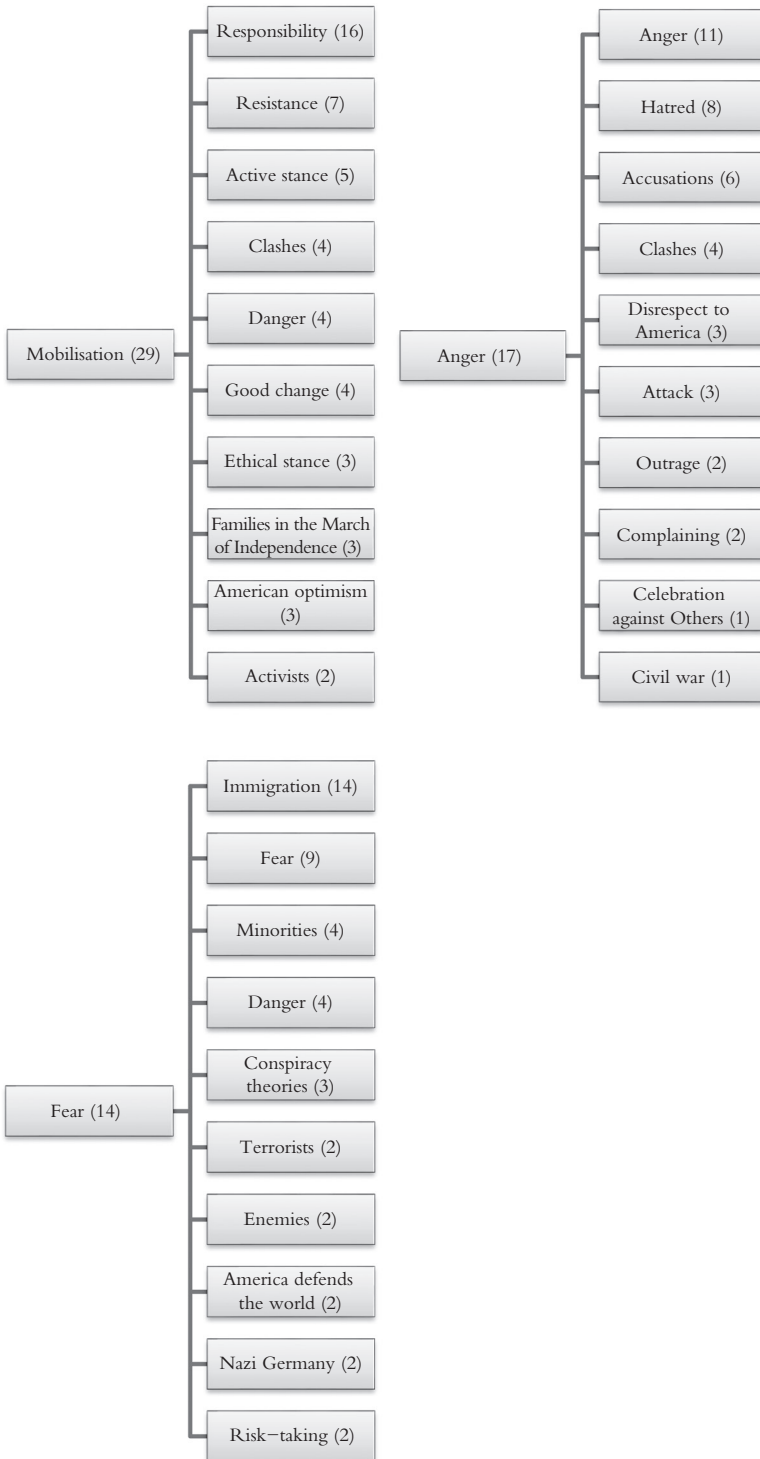 Mobilisation (29)
Responsibility (16)
Resistance (7)
Active stance (5)
Clashes (4)
Danger (4)
Good change (4)
Ethical stance (3)
Families in the March
of Independence (3)
American optimism
(3)
Activists (2)
Anger (17)
Anger (11)
Hatred (8)
Accusations (6)
Clashes (4)
Disrespect to
America (3)
Attack (3)
Outrage (2)
Complaining (2)
Celebration
against Others (1)
Civil war (1)
Fear (14)
Immigration (14)
Fear (9)
Minorities (4)
Danger (4)
Conspiracy
theories (3)
Terrorists (2)
Enemies (2)
America defends
the world (2)
Nazi Germany (2)
Risk−taking (2)